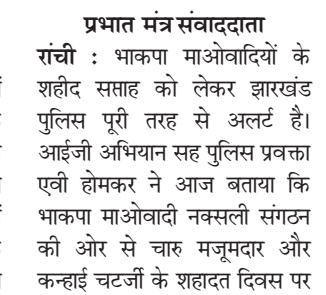 प्रभात मंत्र संवाददाता
रांची : भाकपा माओवादियों के
शहीद सप्ताह को लेकर झारखंड
पुलिस पूरी तरह से अलर्ट है।
आईजी अभियान सह पुलिस प्रवक्ता
एवी होमकर ने आज बताया कि
भाकपा माओवादी नक्सली संगठन
की ओर से चारु मजूमदार और
कन्हाई चटर्जी के शहादत दिवस पर